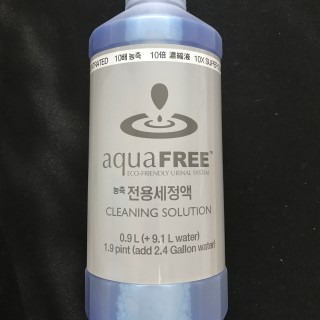 10배 농축 10倍 濃縮液 10X
aquaFREE™
ECO-FRIENDLY URINAL SYSTEM
농축 전용세정액
CLEANING SOLUTION
0.9 L (+ 9.1 L water)
1.9 pint (add 2.4 Gallon water)